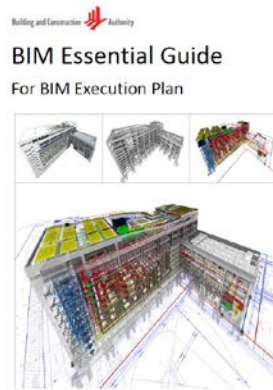 Building and Construction Authority
BIM Essential Guide
For BIM Execution Plan